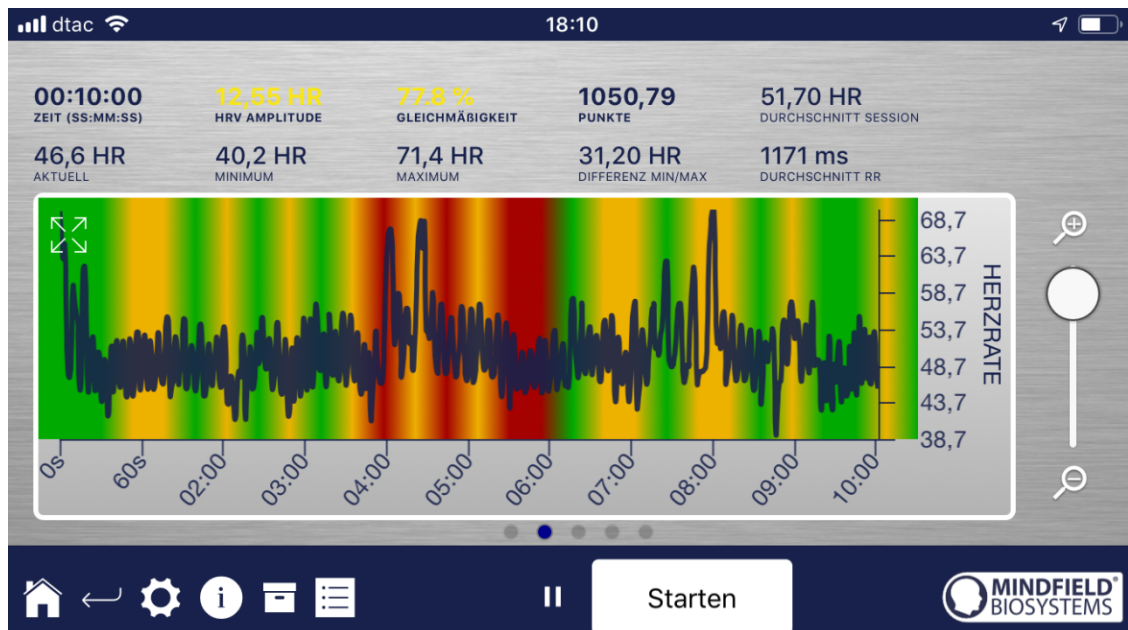 dtac 18:10
00:10:00 12,55 HR 77.8 % 1050,79 51,70 HR
ZEIT (SS:MM:SS) HRV AMPLITUDE GLEICHMÄßIGKEIT PUNKTE DURCHSCHNITT SESSION
46,6 HR 40,2 HR 71,4 HR 31,20 HR 1171 ms
AKTUELL MINIMUM MAXIMUM DIFFERENZ MIN/MAX DURCHSCHNITT RR
68,7
63,7
58,7
53,7
48,7
43,7
38,7
HERZRATE
0s 60s 02:00 03:00 04:00 05:00 06:00 07:00 08:00 09:00 10:00
Starten
MINDFIELD®
BIOSYSTEMS